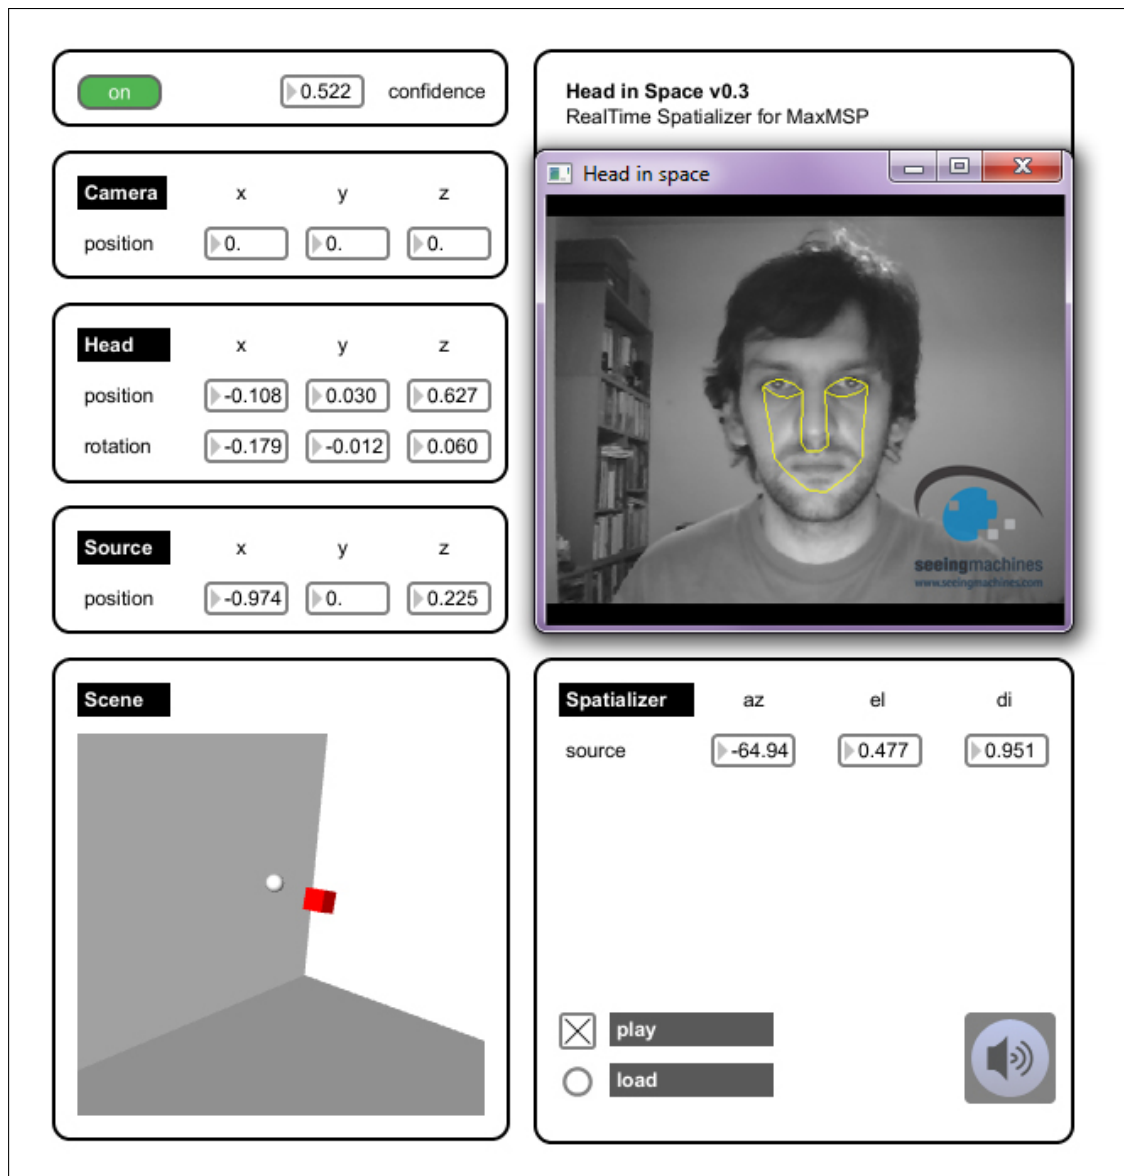 on 0.522 confidence
Head in Space v0.3
RealTime Spatializer for MaxMSP
Camera x y z
position 0. 0. 0.
Head x y z
position -0.108 0.030 0.627
rotation -0.179 -0.012 0.060
Source x y z
position -0.974 0. 0.225
Head in space
seeingmachines
www.seeingmachines.com
Scene
Spatializer az el di
source -64.94 0.477 0.951
play
load